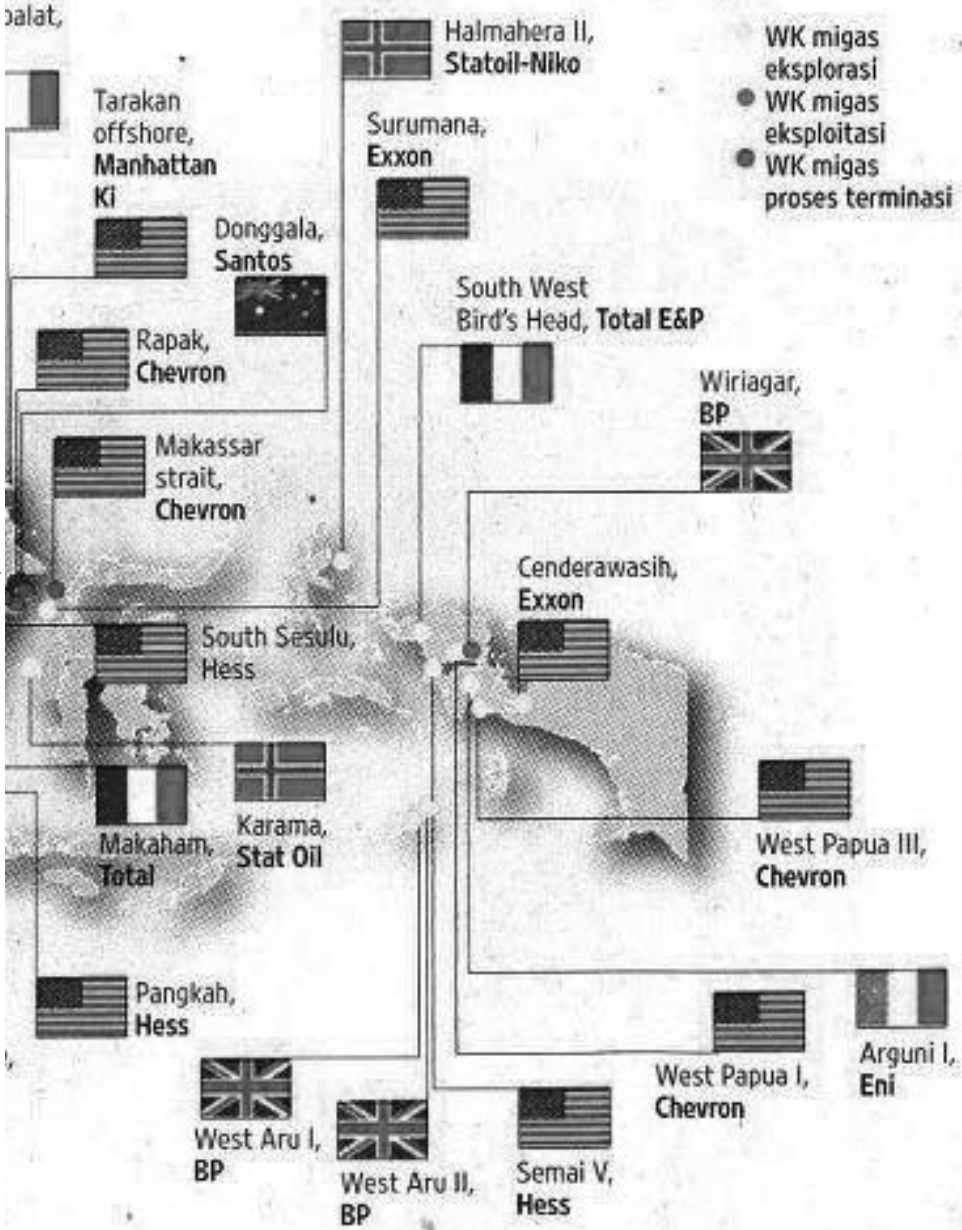 palat,
Halmahera II,
Statoil-Niko
WK migas
eksplorasi
WK migas
eksploitasi
WK migas
proses terminasi
Tarakan
offshore,
Manhattan
Ki
Surumana,
Exxon
Donggala,
Santos
South West
Bird's Head, Total E&P
Rapak,
Chevron
Wiriagar,
BP
Makassar
strait,
Chevron
Cenderawasih,
Exxon
South Sesulu,
Hess
Makaham,
Total
Karama,
Stat Oil
West Papua III,
Chevron
Pangkah,
Hess
West Papua I,
Chevron
Arguni I,
Eni
West Aru I,
BP
West Aru II,
BP
Semai V,
Hess